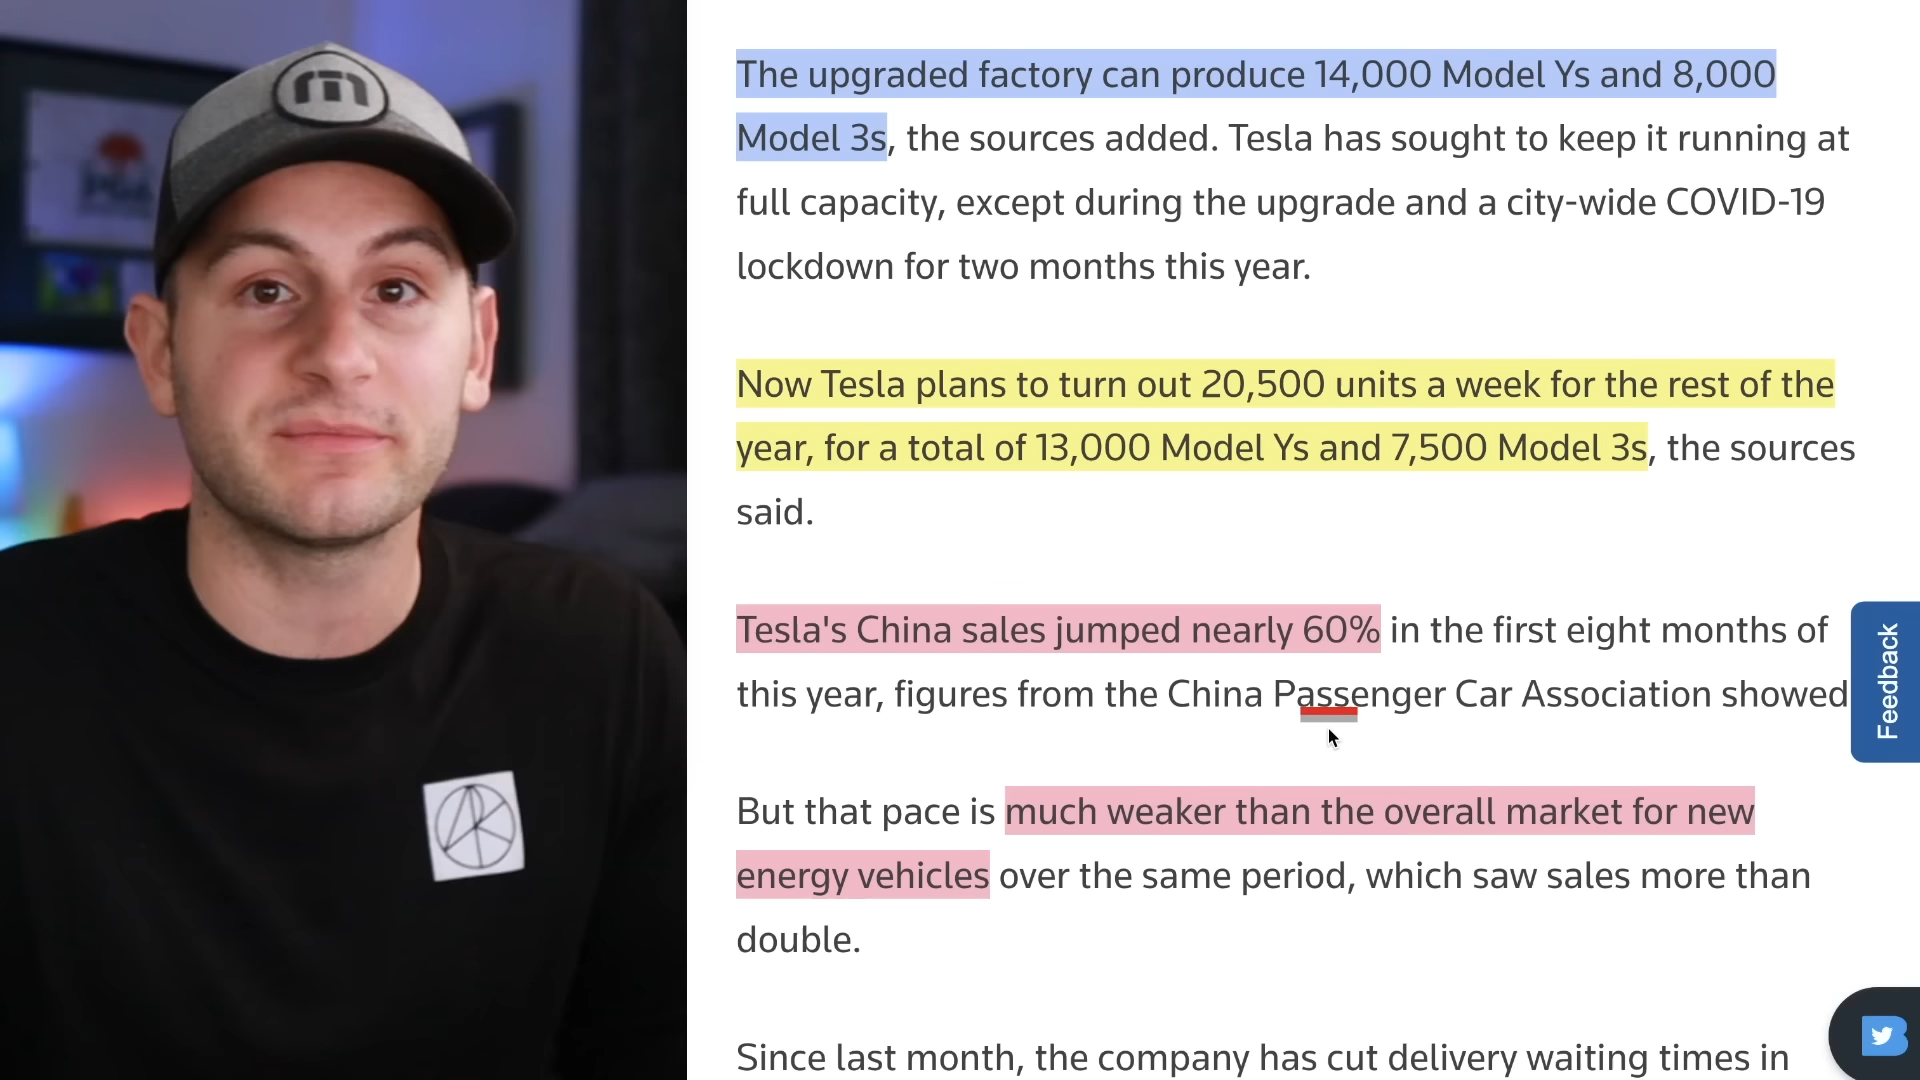 The upgraded factory can produce 14,000 Model Ys and 8,000
Model 3s, the sources added. Tesla has sought to keep it running at
full capacity, except during the upgrade and a city-wide COVID-19
lockdown for two months this year.
Now Tesla plans to turn out 20,500 units a week for the rest of the
year, for a total of 13,000 Model Ys and 7,500 Model 3s, the sources
said.
Tesla's China sales jumped nearly 60% in the first eight months of
this year, figures from the China Passenger Car Association showed
But that pace is much weaker than the overall market for new
energy vehicles over the same period, which saw sales more than
double.
Since last month, the company has cut delivery waiting times in
Feedback